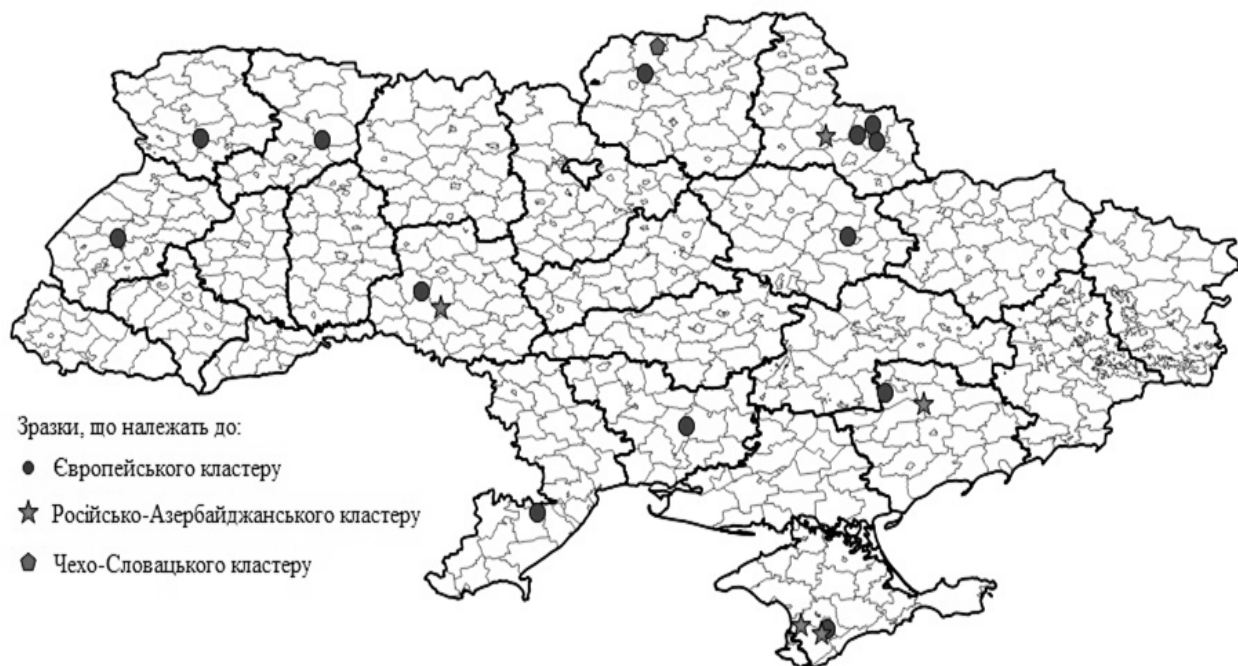 Зразки, що належать до:
Європейського кластеру
Російсько-Азербайджанського кластеру
Чехо-Словацького кластеру